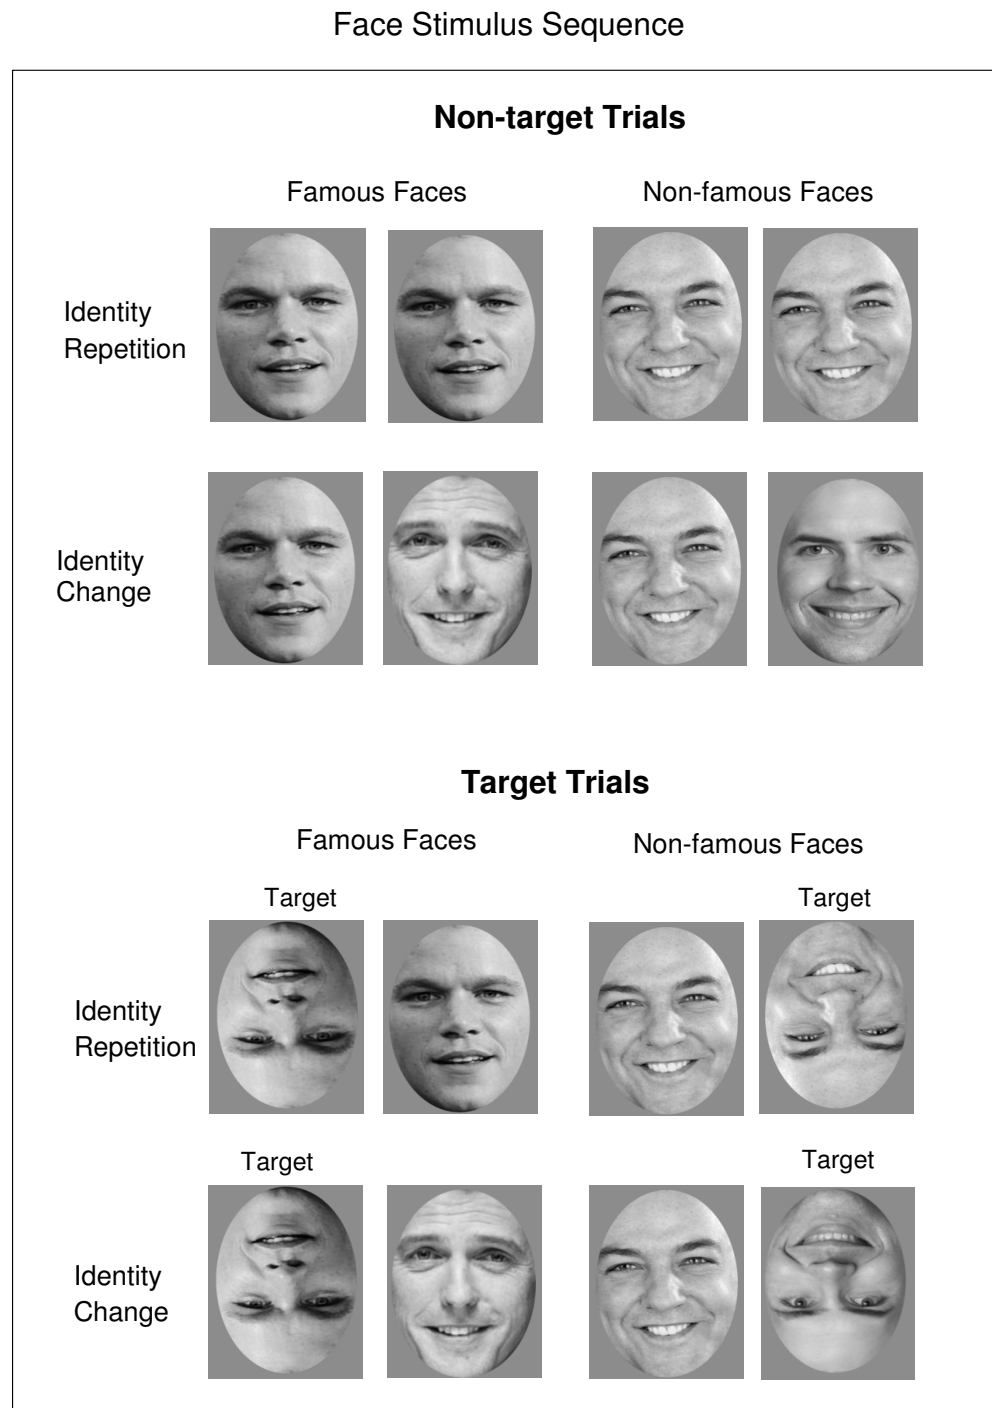 Face Stimulus Sequence
Non-target Trials
Famous Faces
Non-famous Faces
Identity
Repetition
Identity
Change
Target Trials
Famous Faces
Non-famous Faces
Target
Target
Identity
Repetition
Target
Target
Identity
Change